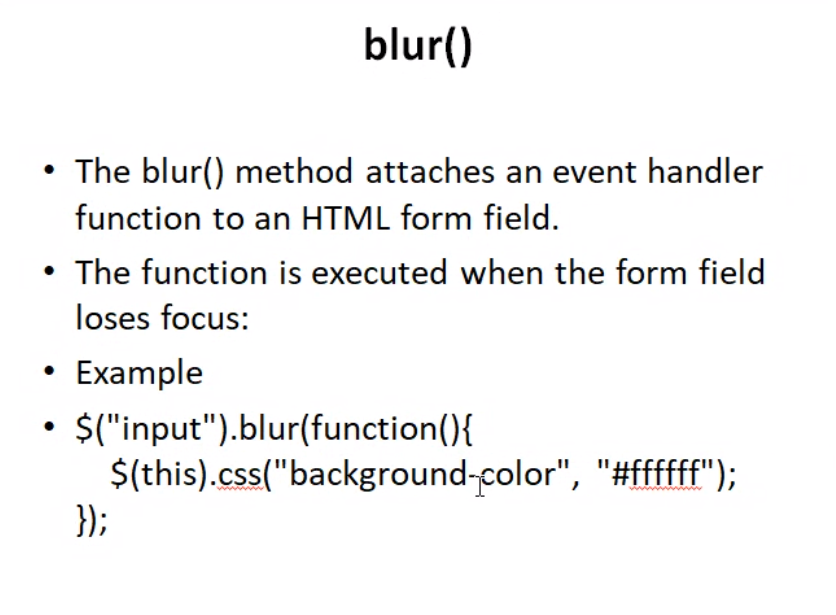 blur()
• The blur() method attaches an event handler
function to an HTML form field.
• The function is executed when the form field
loses focus:
• Example
• $("input").blur(function(){
$(this).css("background-color", "#ffffff");
});